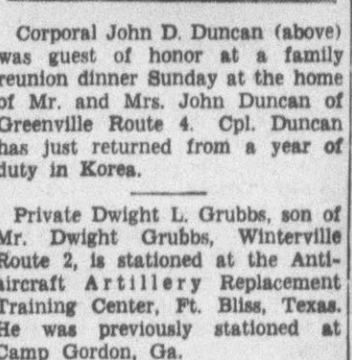 Corporal John D. Duncan (above)
was guest of honor at a family
reunion dinner Sunday at the home
of Mr. and Mrs. John Duncan of
Greenville Route 4. Cpl. Duncan
has just returned from a year of
duty in Korea.
Private Dwight L. Grubbs, son of
Mr. Dwight Grubbs, Winterville
Route 2, is stationed at the Anti-
aircraft Artillery Replacement
Training Center, Ft. Bliss, Texas.
He was previously stationed at
Camp Gordon, Ga.